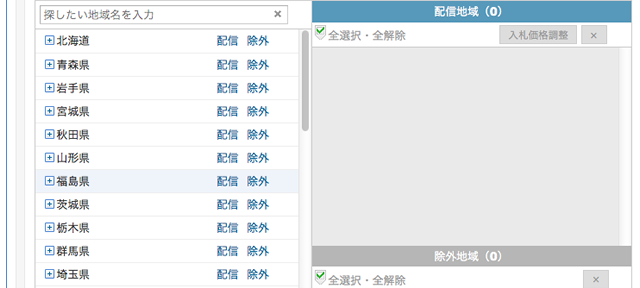 探したい地域名を入力 ×
北海道 配信 除外
青森県 配信 除外
岩手県 配信 除外
宮城県 配信 除外
秋田県 配信 除外
山形県 配信 除外
福島県 配信 除外
茨城県 配信 除外
栃木県 配信 除外
群馬県 配信 除外
埼玉県 配信 除外
配信地域（0）
全選択・全解除 入札価格調整 ×
除外地域（0）
全選択・全解除 ×